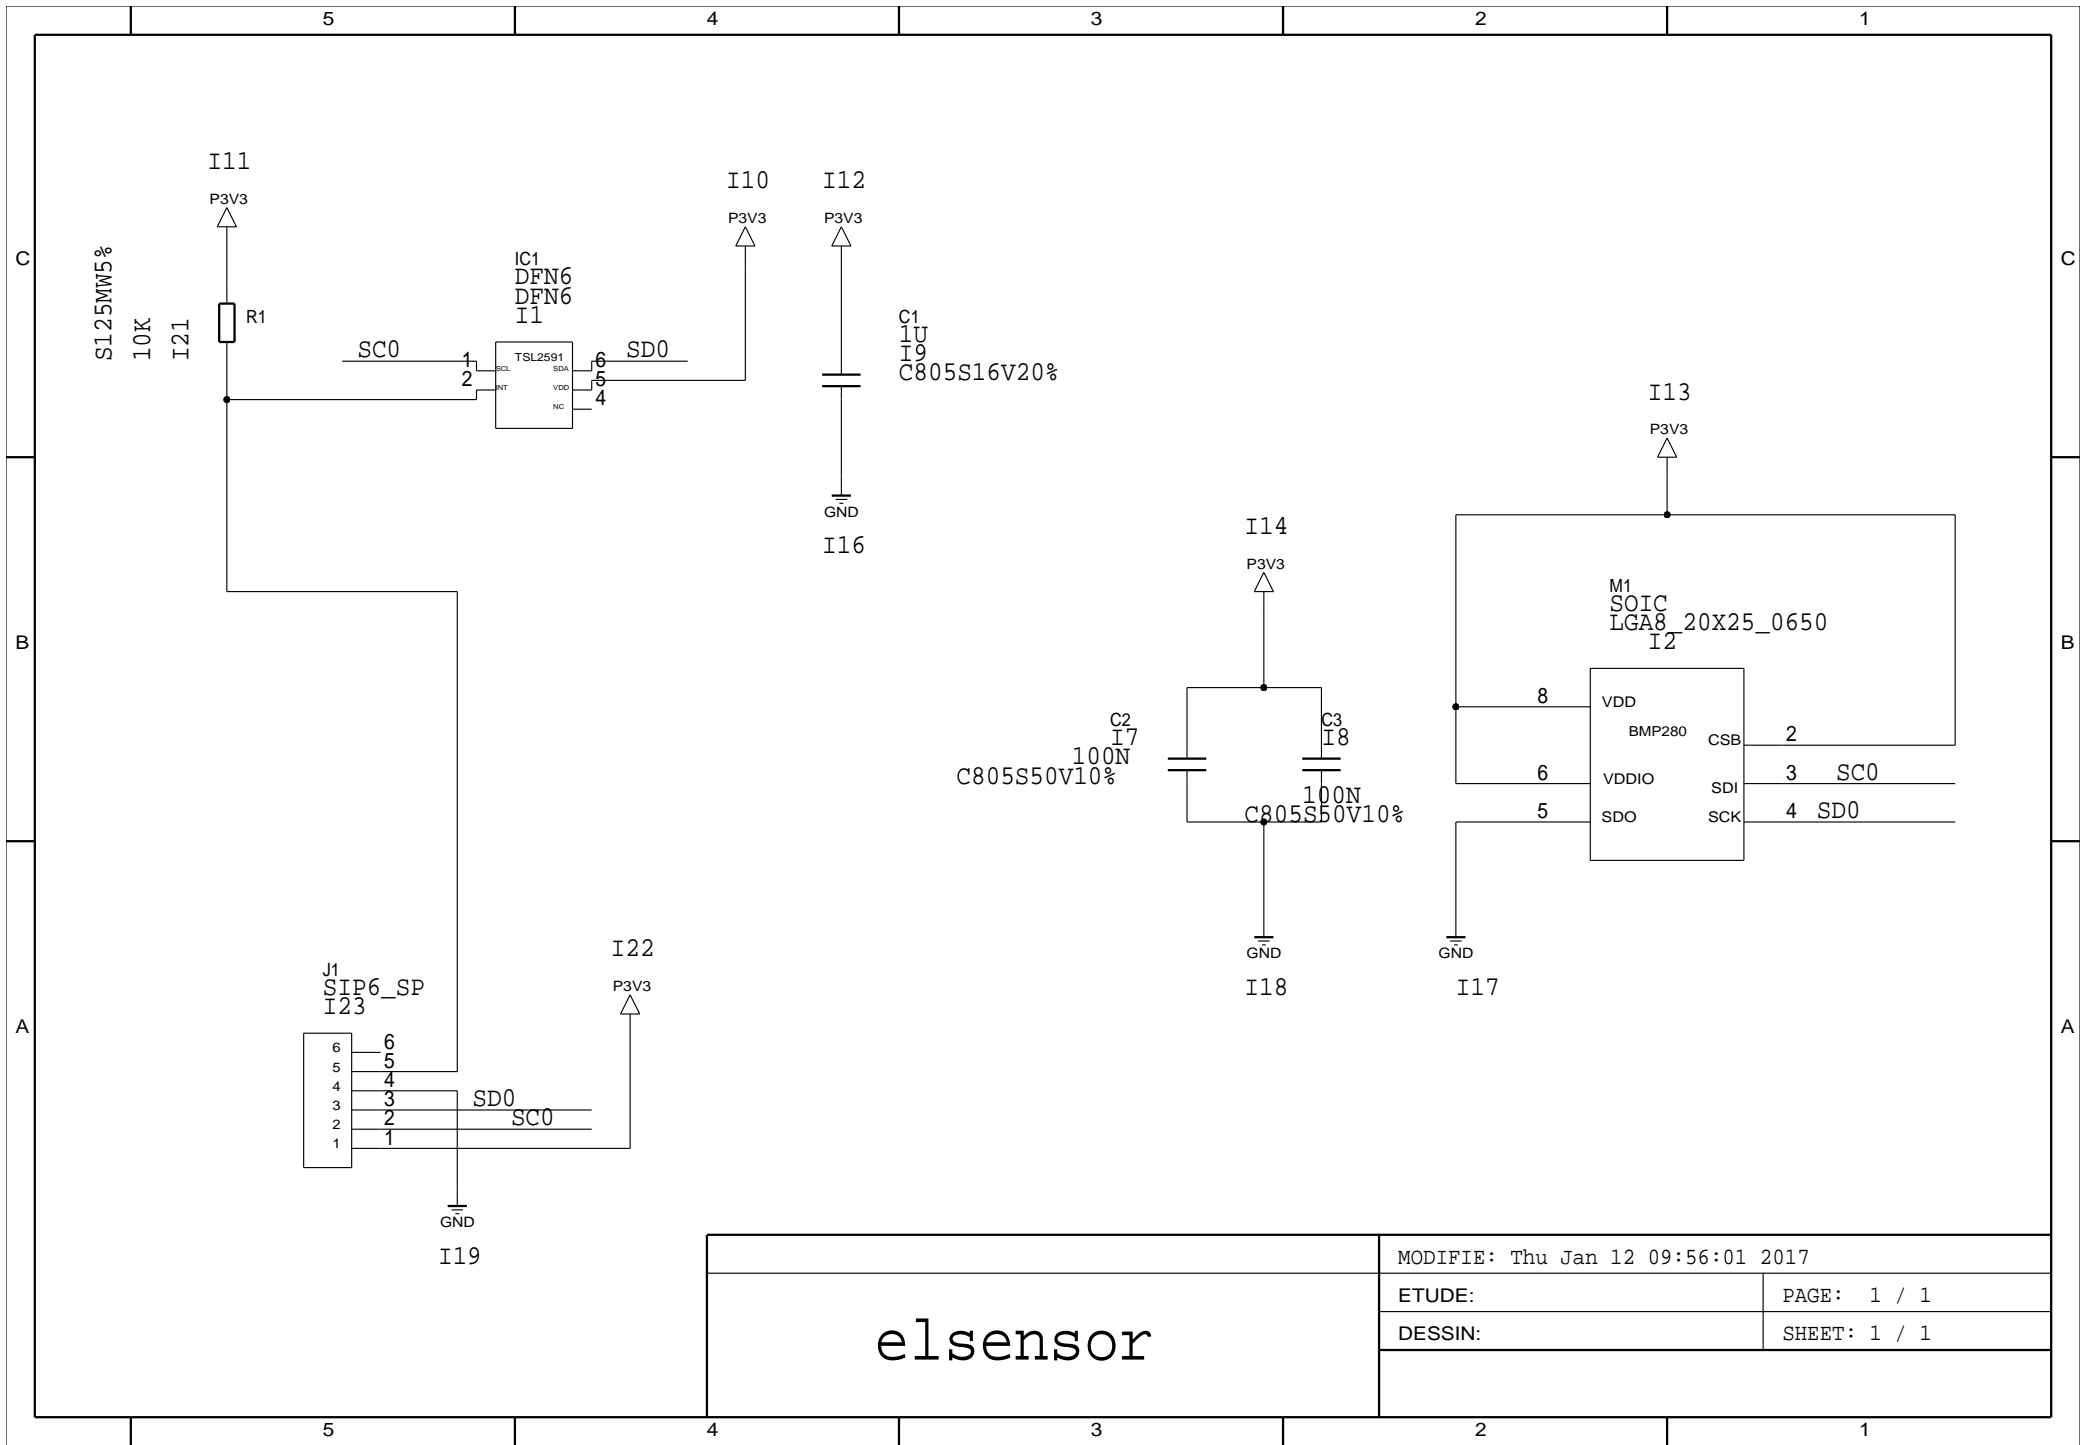 5 4 3 2 1
C
C
B
B
A
A
I11
P3V3
S125MW5%
10K
I21
R1
I10
P3V3
I12
P3V3
IC1
DFN6
DFN6
I1
SC0
1
2
TSL2591
SCL
INT
SDA
VDD
NC
6
5
4
SD0
C1
1U
I9
C805S16V20%
GND
I16
I13
P3V3
I14
P3V3
M1
SOIC
LGA8_20X25_0650
I2
C2
I7
100N
C805S50V10%
C3
I8
100N
C805S50V10%
8
VDD
BMP280
CSB
2
6
VDDIO
SDI
3
SC0
5
SDO
SCK
4
SD0
GND
I18
GND
I17
J1
SIP6_SP
I23
I22
P3V3
6 6
5 5
4 4
3 3 SD0
2 2 SC0
1 1
GND
I19
elsensor
MODIFIE: Thu Jan 12 09:56:01 2017
ETUDE:
PAGE: 1 / 1
DESSIN:
SHEET: 1 / 1
5 4 3 2 1